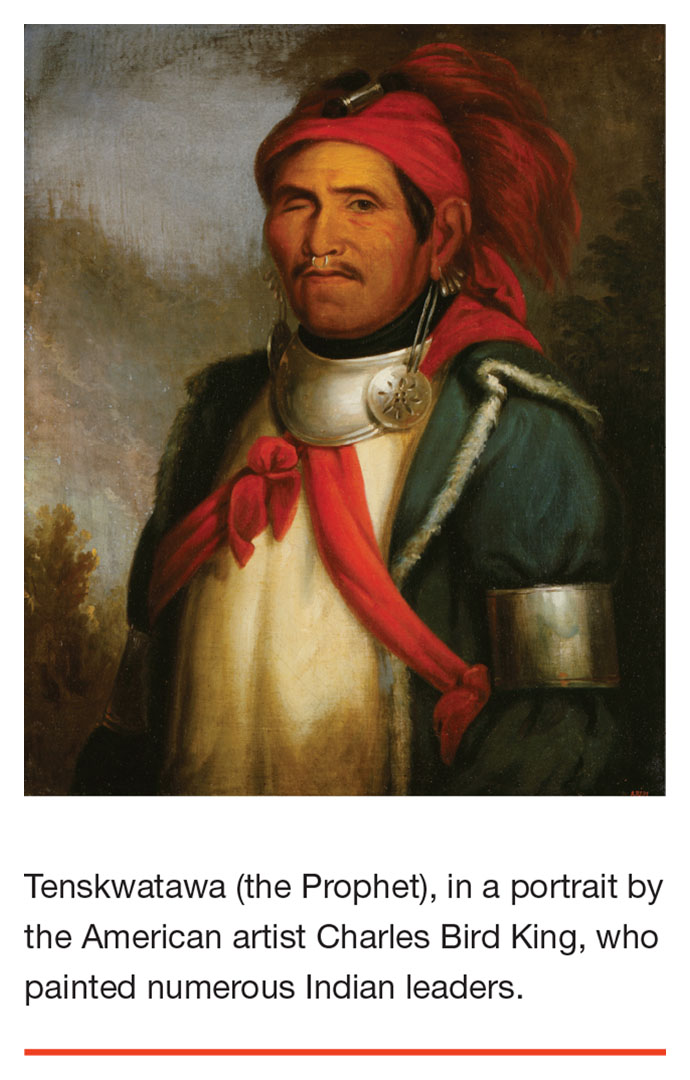 Tenskwatawa (the Prophet), in a portrait by
the American artist Charles Bird King, who
painted numerous Indian leaders.